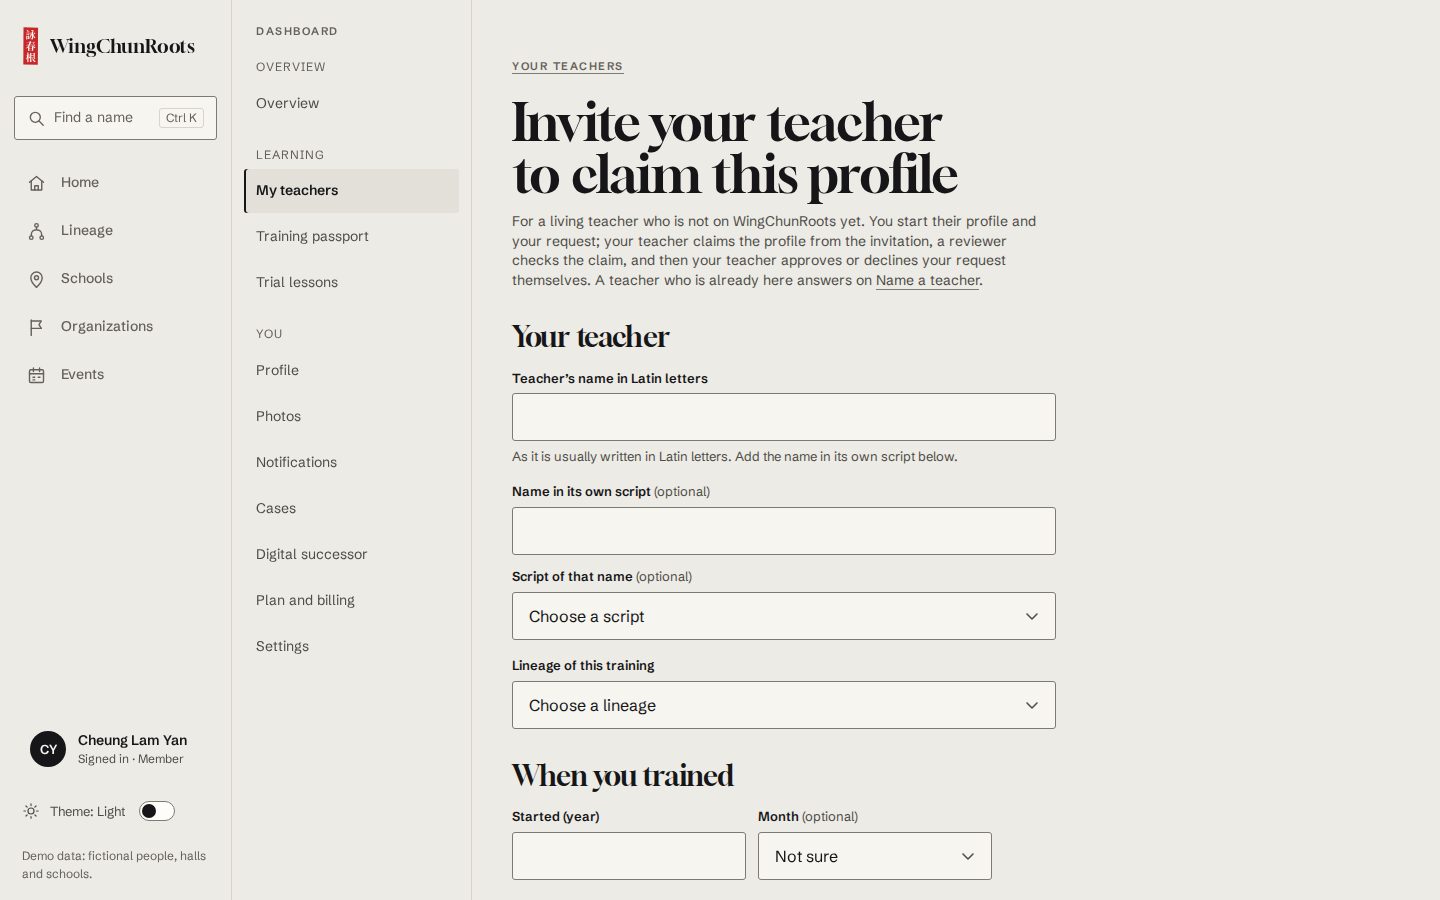 詠春根
WingChunRoots
Find a name
Ctrl K
Home
Lineage
Schools
Organizations
Events
CY
Cheung Lam Yan
Signed in · Member
Theme: Light
Demo data: fictional people, halls
and schools.
DASHBOARD
OVERVIEW
Overview
LEARNING
My teachers
Training passport
Trial lessons
YOU
Profile
Photos
Notifications
Cases
Digital successor
Plan and billing
Settings
YOUR TEACHERS
Invite your teacher
to claim this profile
For a living teacher who is not on WingChunRoots yet. You start their profile and
your request; your teacher claims the profile from the invitation, a reviewer
checks the claim, and then your teacher approves or declines your request
themselves. A teacher who is already here answers on Name a teacher.
Your teacher
Teacher’s name in Latin letters
As it is usually written in Latin letters. Add the name in its own script below.
Name in its own script (optional)
Script of that name (optional)
Choose a script
Lineage of this training
Choose a lineage
When you trained
Started (year)
Month (optional)
Not sure